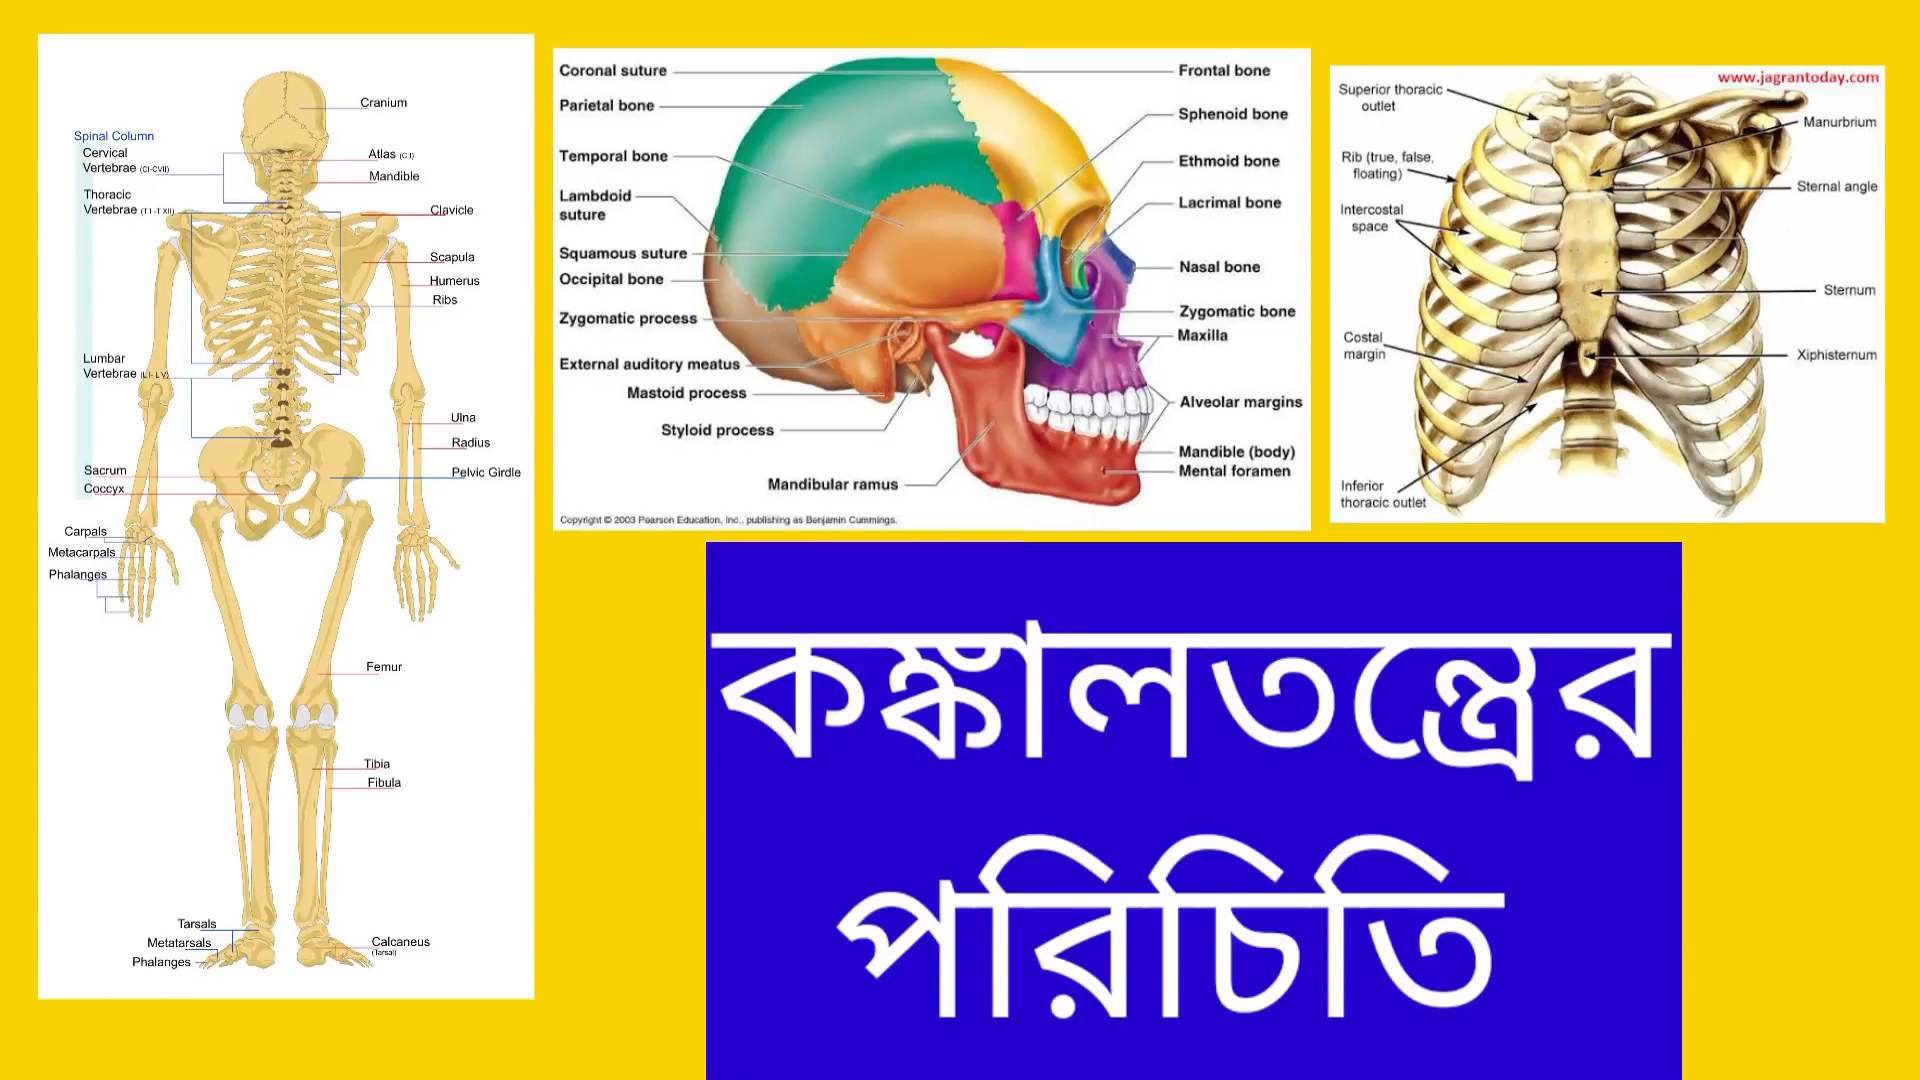 Cranium
Spinal Column
Cervical
Vertebrae (CI-CVII)
Atlas (C I)
Mandible
Thoracic
Vertebrae (T I -T XII)
Clavicle
Scapula
Humerus
Ribs
Lumbar
Vertebrae (L I - L V)
Ulna
Radius
Sacrum
Pelvic Girdle
Coccyx
Carpals
Metacarpals
Phalanges
Femur
Tibia
Fibula
Tarsals
Metatarsals
Phalanges
Calcaneus
(Tarsal)
Coronal suture
Parietal bone
Temporal bone
Lambdoid
suture
Squamous suture
Occipital bone
Zygomatic process
External auditory meatus
Mastoid process
Styloid process
Mandibular ramus
Frontal bone
Sphenoid bone
Ethmoid bone
Lacrimal bone
Nasal bone
Zygomatic bone
Maxilla
Alveolar margins
Mandible (body)
Mental foramen
Copyright © 2003 Pearson Education, Inc., publishing as Benjamin Cummings.
www.jagrantoday.com
Superior thoracic
outlet
Rib (true, false,
floating)
Intercostal
space
Costal
margin
Inferior
thoracic outlet
Manurbrium
Sternal angle
Sternum
Xiphisternum
কঙ্কালতন্ত্রের
পরিচিতি